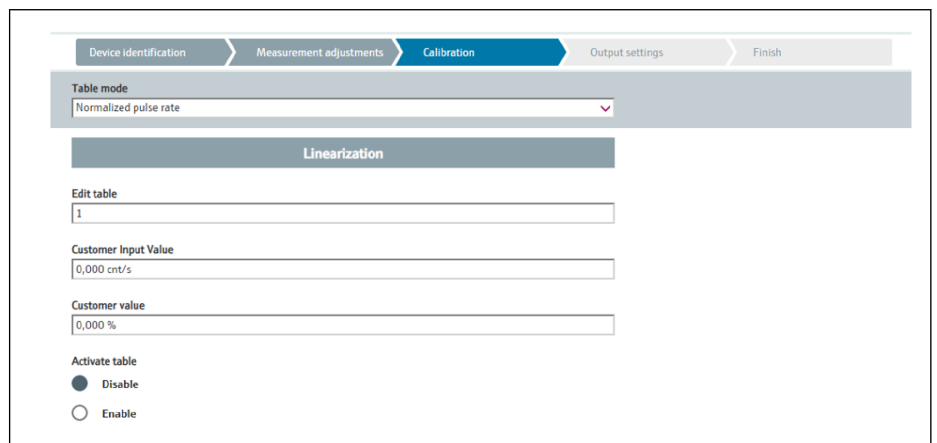 Device identification Measurement adjustments Calibration Output settings Finish
Table mode
Normalized pulse rate
Linearization
Edit table
1
Customer Input Value
0,000 cnt/s
Customer value
0,000 %
Activate table
Disable
Enable